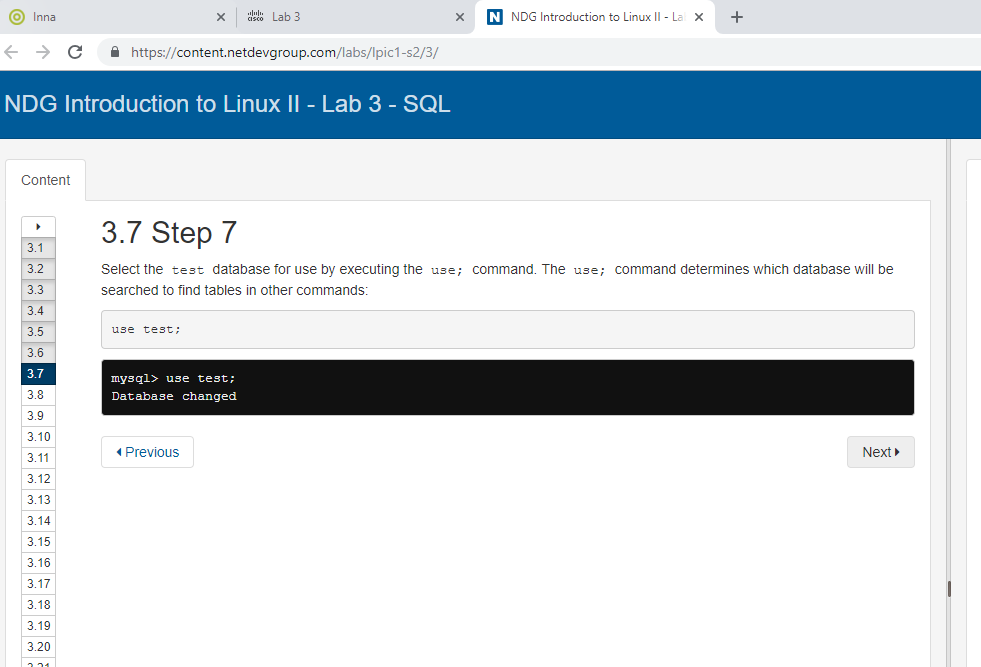 Inna
cisco Lab 3
N NDG Introduction to Linux II - La
https://content.netdevgroup.com/labs/lpic1-s2/3/
NDG Introduction to Linux II - Lab 3 - SQL
Content
3.1
3.2
3.3
3.4
3.5
3.6
3.7
3.8
3.9
3.10
3.11
3.12
3.13
3.14
3.15
3.16
3.17
3.18
3.19
3.20
3.21
3.7 Step 7
Select the test database for use by executing the use; command. The use; command determines which database will be
searched to find tables in other commands:
use test;
mysql> use test;
Database changed
Previous
Next